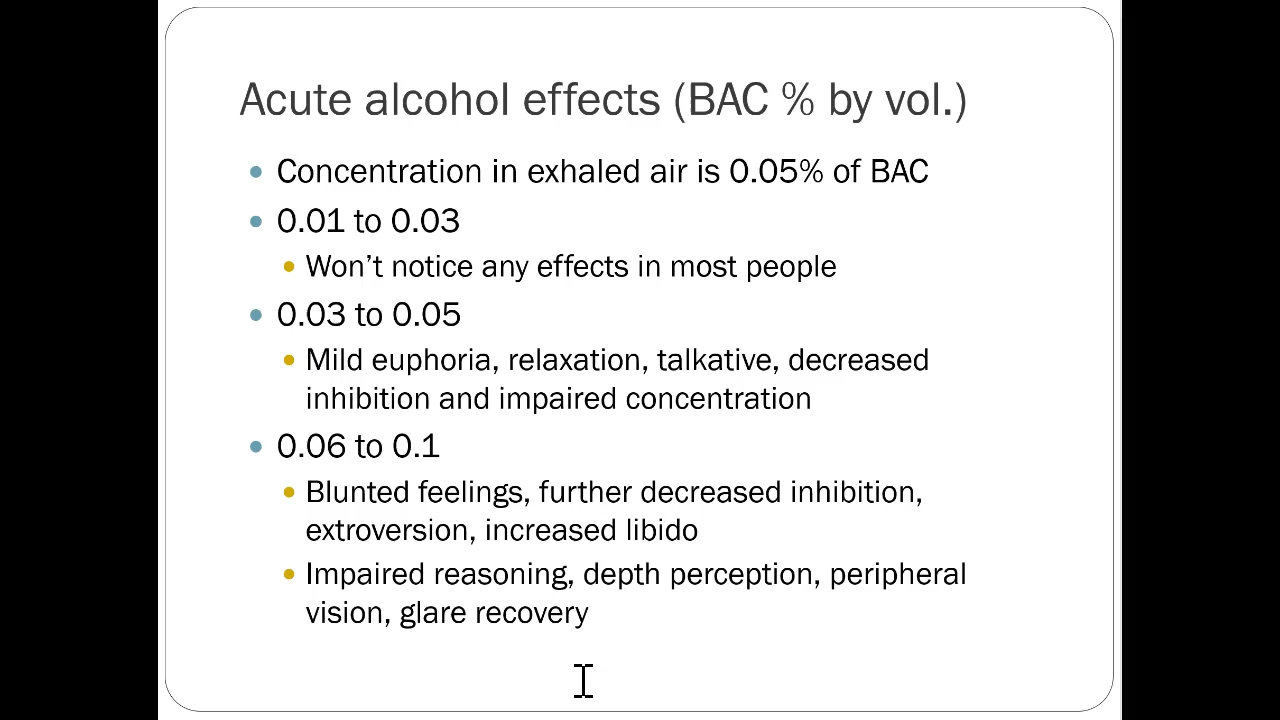 Acute alcohol effects (BAC % by vol.)
Concentration in exhaled air is 0.05% of BAC
0.01 to 0.03
Won't notice any effects in most people
0.03 to 0.05
Mild euphoria, relaxation, talkative, decreased
inhibition and impaired concentration
0.06 to 0.1
Blunted feelings, further decreased inhibition,
extroversion, increased libido
Impaired reasoning, depth perception, peripheral
vision, glare recovery